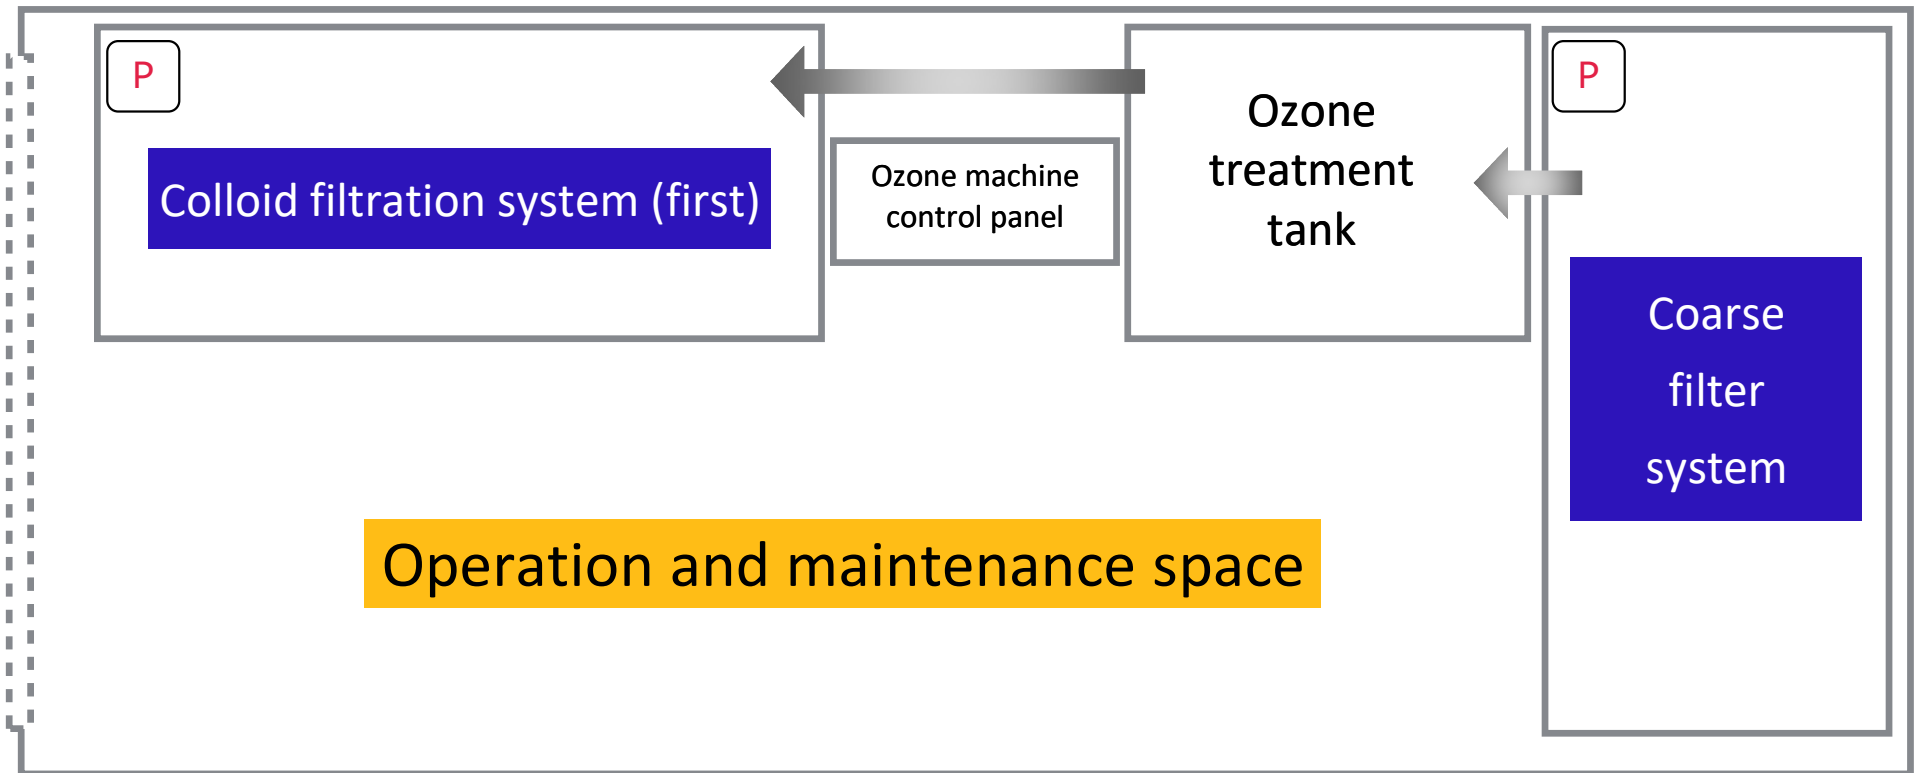 P
Colloid filtration system (first)
Ozone machine
control panel
Ozone
treatment
tank
P
Coarse
filter
system
Operation and maintenance space